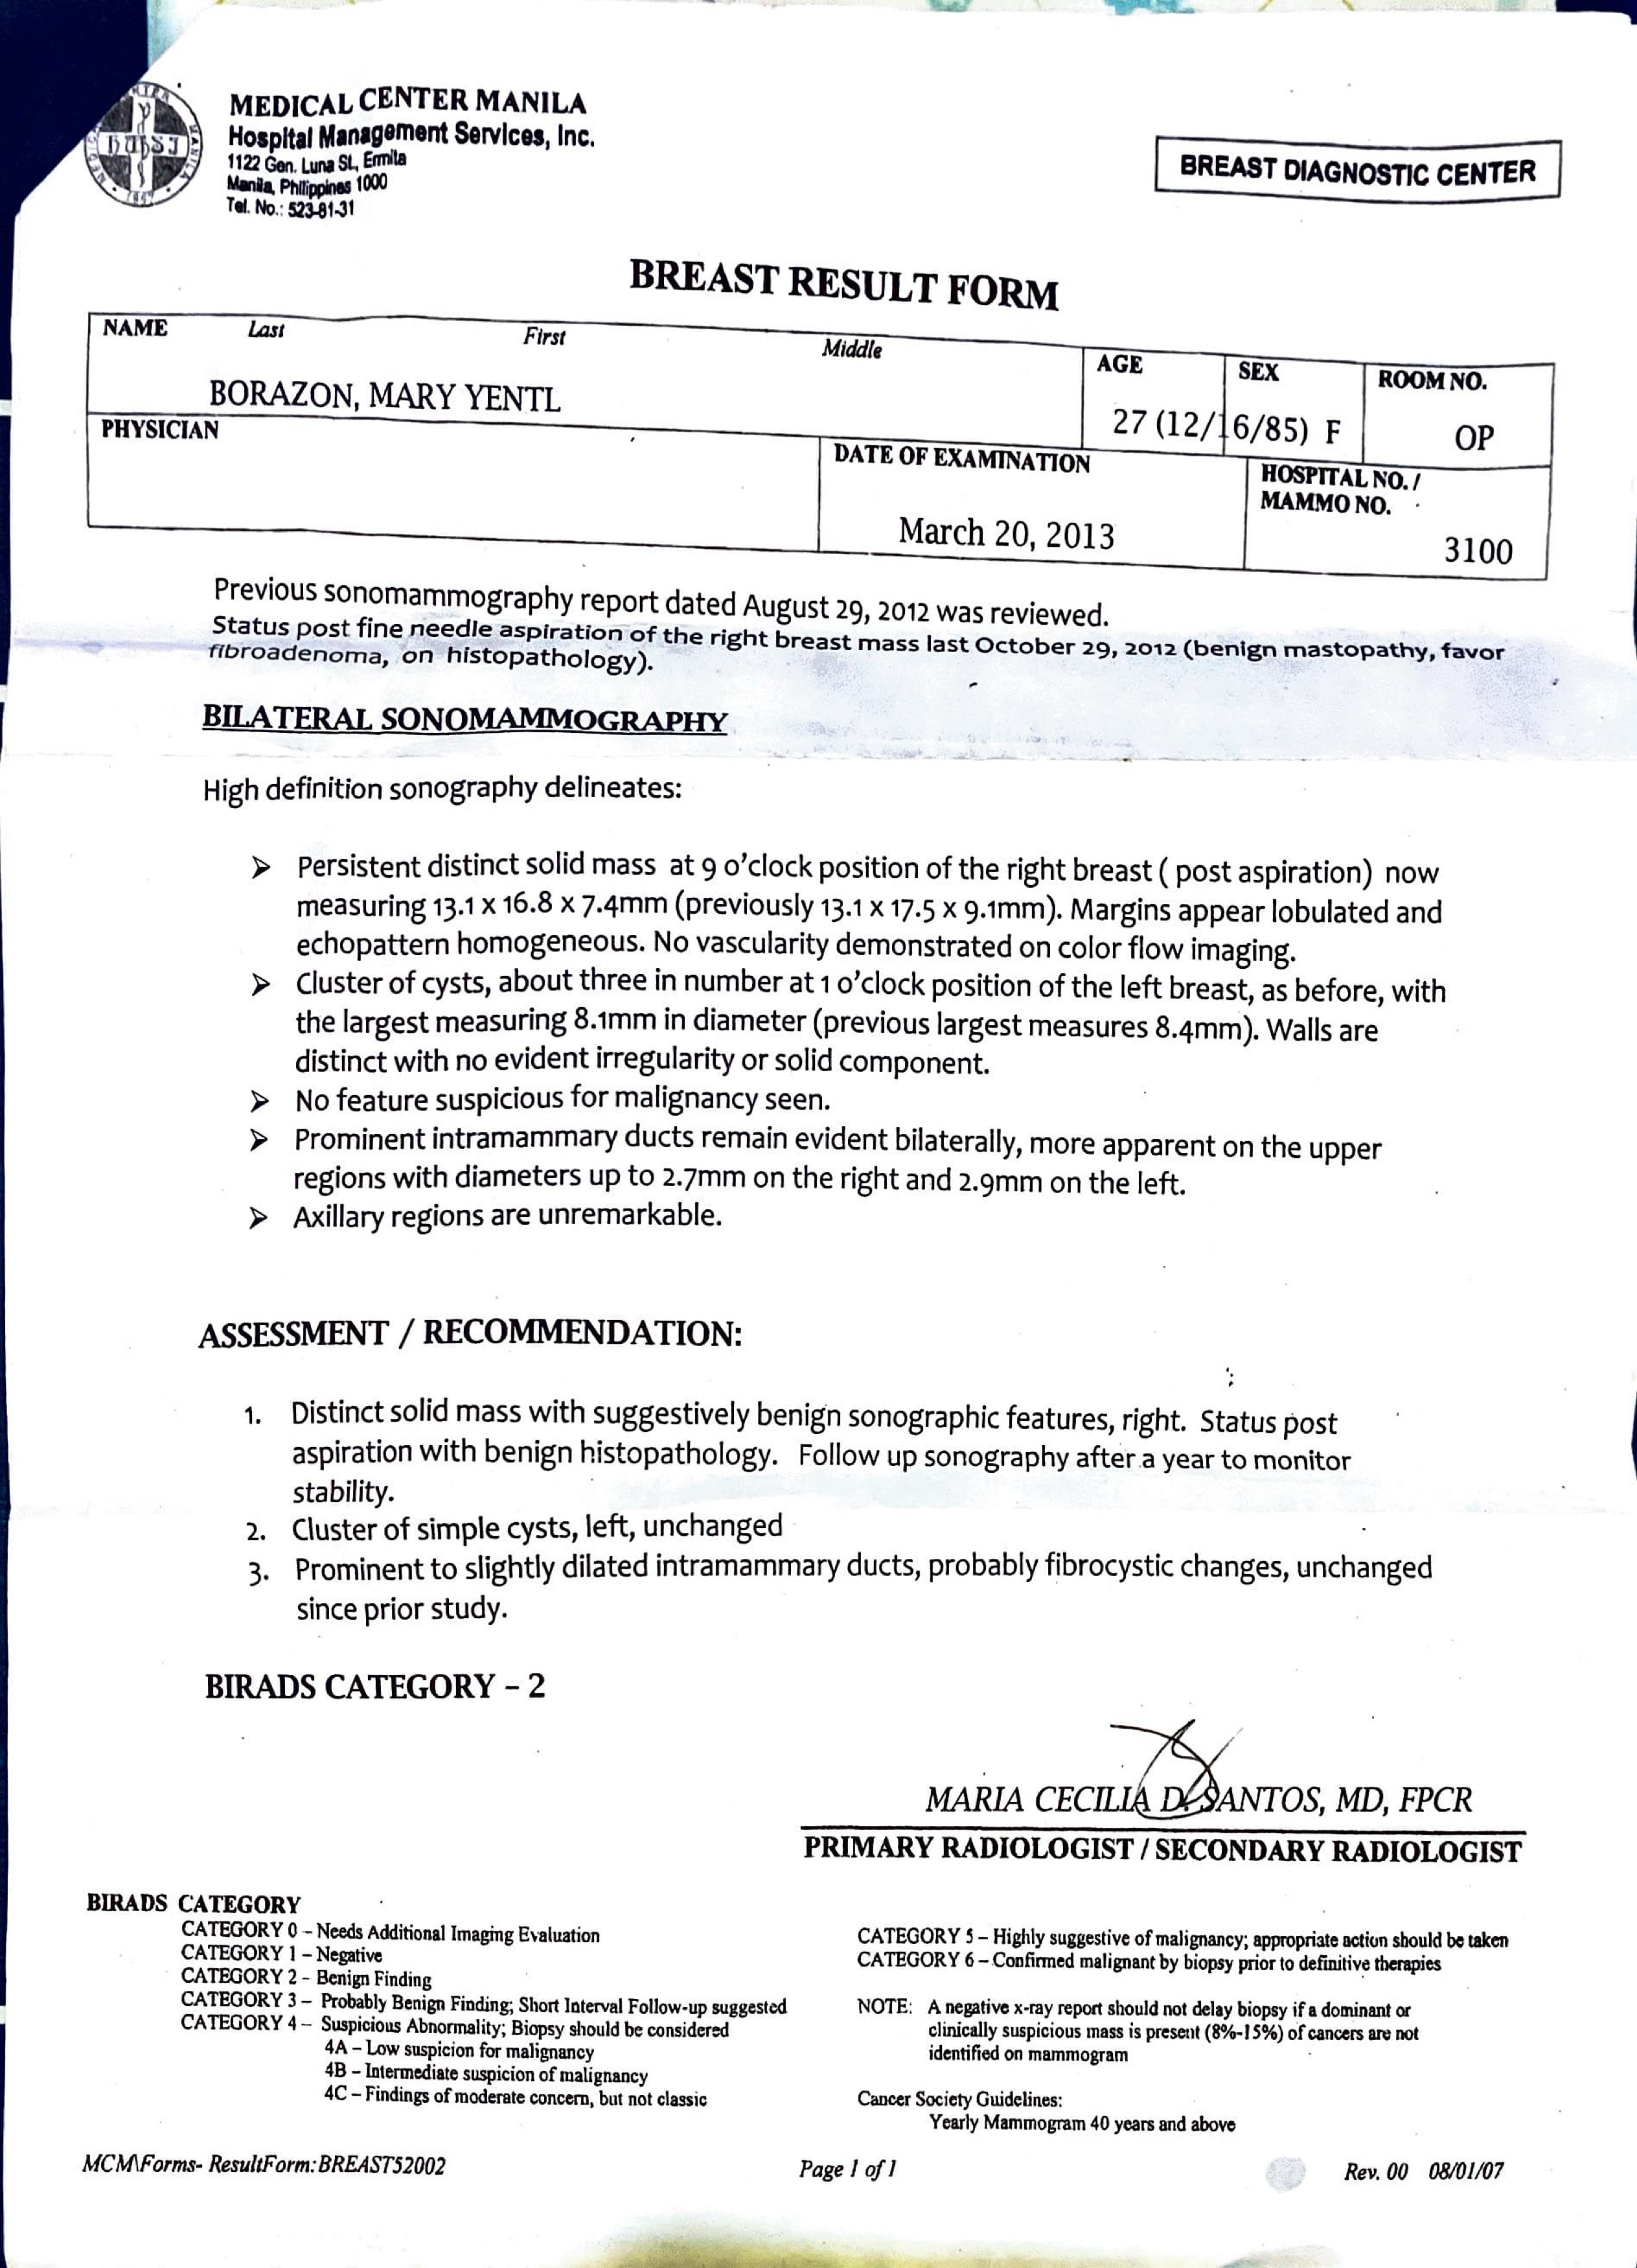 MEDICAL CENTER MANILA
Hospital Management Services, Inc.
1122 Gen. Luna St., Ermita
Manila, Philippines 1000
Tel. No.: 523-81-31
BREAST DIAGNOSTIC CENTER
BREAST RESULT FORM
NAME Last First Middle
AGE SEX ROOM NO.
BORAZON, MARY YENTL
27 (12/16/85) F OP
PHYSICIAN
DATE OF EXAMINATION
HOSPITAL NO. /
MAMMO NO.
March 20, 2013
3100
Previous sonomammography report dated August 29, 2012 was reviewed.
Status post fine needle aspiration of the right breast mass last October 29, 2012 (benign mastopathy, favor
fibroadenoma, on histopathology).
BILATERAL SONOMAMMOGRAPHY
High definition sonography delineates:
➢ Persistent distinct solid mass at 9 o'clock position of the right breast ( post aspiration) now
measuring 13.1 x 16.8 x 7.4mm (previously 13.1 x 17.5 x 9.1mm). Margins appear lobulated and
echopattern homogeneous. No vascularity demonstrated on color flow imaging.
➢ Cluster of cysts, about three in number at 1 o'clock position of the left breast, as before, with
the largest measuring 8.1mm in diameter (previous largest measures 8.4mm). Walls are
distinct with no evident irregularity or solid component.
➢ No feature suspicious for malignancy seen.
➢ Prominent intramammary ducts remain evident bilaterally, more apparent on the upper
regions with diameters up to 2.7mm on the right and 2.9mm on the left.
➢ Axillary regions are unremarkable.
ASSESSMENT / RECOMMENDATION:
1. Distinct solid mass with suggestively benign sonographic features, right. Status post
aspiration with benign histopathology. Follow up sonography after a year to monitor
stability.
2. Cluster of simple cysts, left, unchanged
3. Prominent to slightly dilated intramammary ducts, probably fibrocystic changes, unchanged
since prior study.
BIRADS CATEGORY – 2
MARIA CECILIA D. SANTOS, MD, FPCR
PRIMARY RADIOLOGIST / SECONDARY RADIOLOGIST
BIRADS CATEGORY
CATEGORY 0 – Needs Additional Imaging Evaluation
CATEGORY 1 – Negative
CATEGORY 2 - Benign Finding
CATEGORY 3 – Probably Benign Finding; Short Interval Follow-up suggested
CATEGORY 4 – Suspicious Abnormality; Biopsy should be considered
4A – Low suspicion for malignancy
4B – Intermediate suspicion of malignancy
4C – Findings of moderate concern, but not classic
CATEGORY 5 – Highly suggestive of malignancy; appropriate action should be taken
CATEGORY 6 – Confirmed malignant by biopsy prior to definitive therapies
NOTE: A negative x-ray report should not delay biopsy if a dominant or
clinically suspicious mass is present (8%-15%) of cancers are not
identified on mammogram
Cancer Society Guidelines:
Yearly Mammogram 40 years and above
MCM\Forms- ResultForm:BREAST52002
Page 1 of 1
Rev. 00 08/01/07